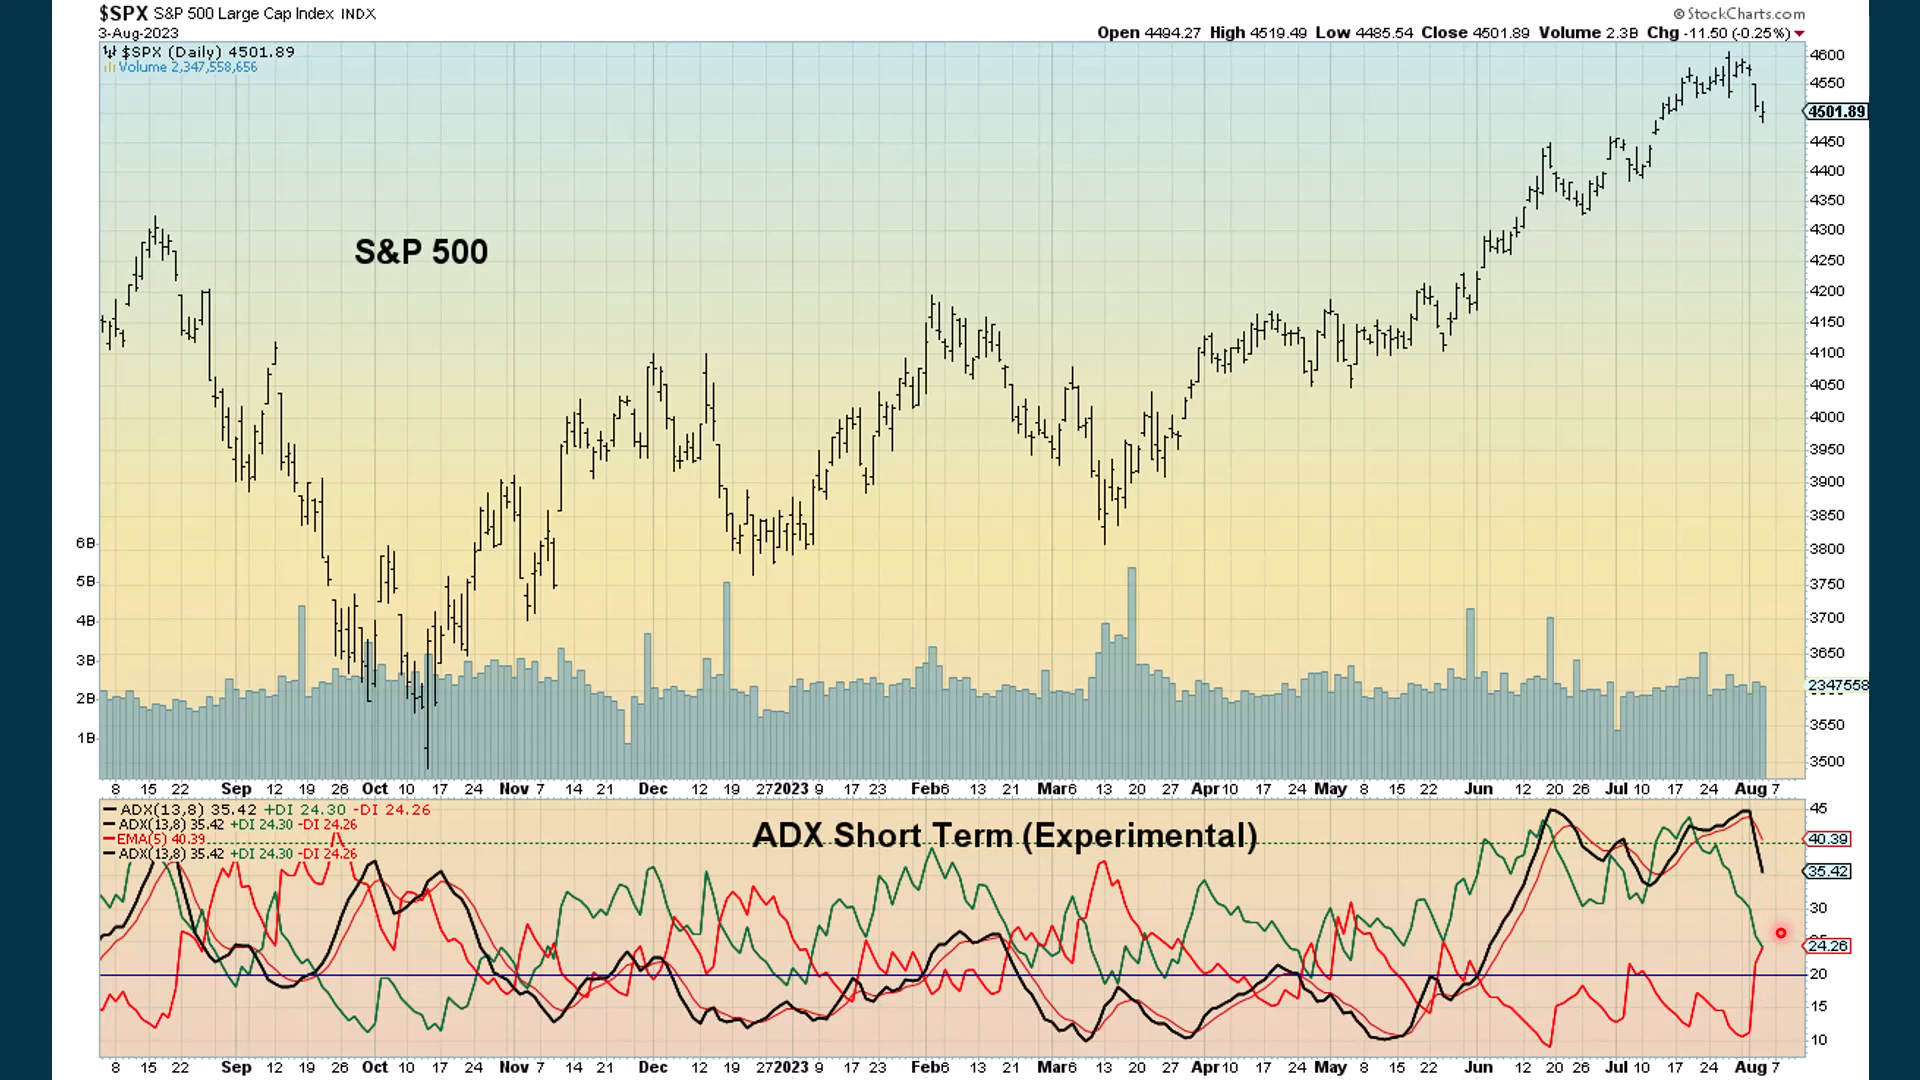 $SPX S&P 500 Large Cap Index INDX
© StockCharts.com
3-Aug-2023
Open 4494.27 High 4519.49 Low 4485.54 Close 4501.89 Volume 2.3B Chg -11.50 (-0.25%)
$SPX (Daily) 4501.89
Volume 2,347,558,656
S&P 500
4600
4550
4501.89
4450
4400
4350
4300
4250
4200
4150
4100
4050
4000
3950
3900
3850
3800
3750
3700
3650
2347558
3550
3500
6B
5B
4B
3B
2B
1B
8 15 22 Sep 12 19 26 Oct 10 17 24 Nov 7 14 21 Dec 12 19 27 2023 9 17 23 Feb 6 13 21 Mar 6 13 20 27 Apr 10 17 24 May 8 15 22 Jun 12 20 26 Jul 10 17 24 Aug 7
ADX(13,8) 35.42 +DI 24.30 -DI 24.26
ADX(13,8) 35.42 +DI 24.30 -DI 24.26
EMA(5) 40.39
ADX(13,8) 35.42 +DI 24.30 -DI 24.26
ADX Short Term (Experimental)
45
40.39
35.42
30
24.26
20
15
10
8 15 22 Sep 12 19 26 Oct 10 17 24 Nov 7 14 21 Dec 12 19 27 2023 9 17 23 Feb 6 13 21 Mar 6 13 20 27 Apr 10 17 24 May 8 15 22 Jun 12 20 26 Jul 10 17 24 Aug 7